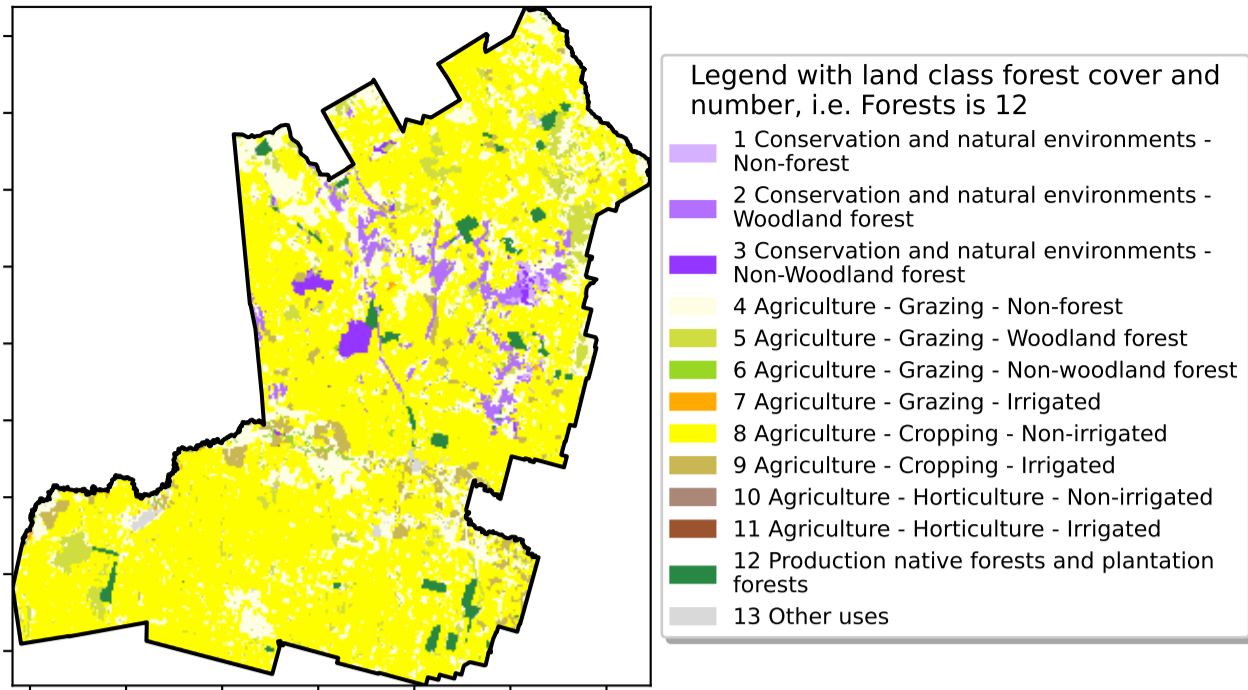 Legend with land class forest cover and
number, i.e. Forests is 12
1 Conservation and natural environments -
Non-forest
2 Conservation and natural environments -
Woodland forest
3 Conservation and natural environments -
Non-Woodland forest
4 Agriculture - Grazing - Non-forest
5 Agriculture - Grazing - Woodland forest
6 Agriculture - Grazing - Non-woodland forest
7 Agriculture - Grazing - Irrigated
8 Agriculture - Cropping - Non-irrigated
9 Agriculture - Cropping - Irrigated
10 Agriculture - Horticulture - Non-irrigated
11 Agriculture - Horticulture - Irrigated
12 Production native forests and plantation
forests
13 Other uses